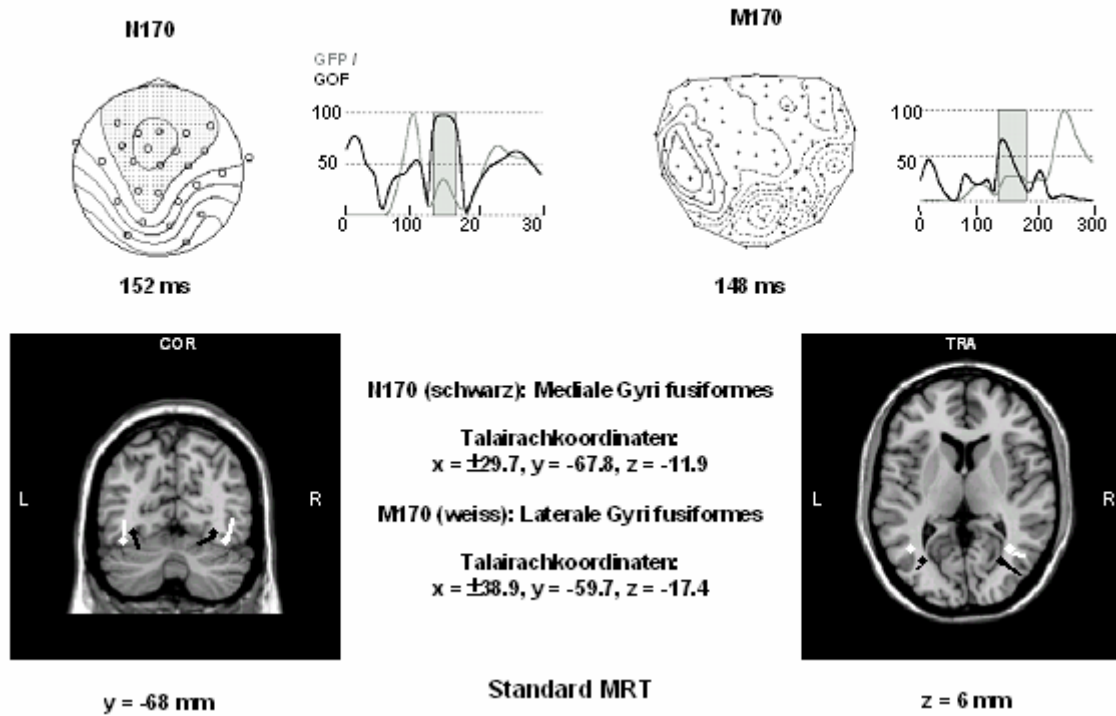 N170
M170
GFP /
GOF
100
50
0 100 20 30
100
50
0 100 200 300
152 ms
148 ms
COR
L
R
N170 (schwarz): Mediale Gyri fusiformes
Talairachkoordinaten:
x = ±29.7, y = -67.8, z = -11.9
M170 (weiss): Laterale Gyri fusiformes
Talairachkoordinaten:
x = ±38.9, y = -59.7, z = -17.4
TRA
L
R
y = -68 mm
Standard MRT
z = 6 mm